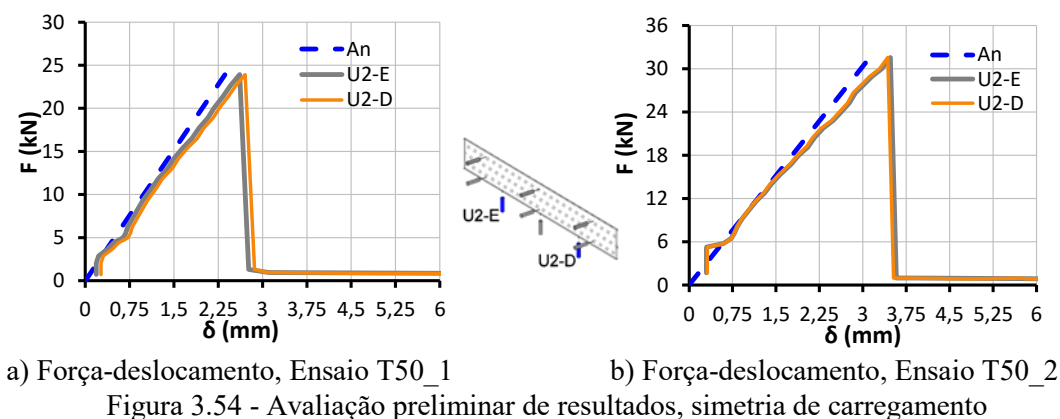 30
25
20
15
10
5
0
F (kN)
An
U2-E
U2-D
0 0,75 1,5 2,25 3 3,75 4,5 5,25 6
δ (mm)
U2-E
U2-D
36
30
24
18
12
6
0
F (kN)
An
U2-E
U2-D
0 0,75 1,5 2,25 3 3,75 4,5 5,25 6
δ (mm)
a) Força-deslocamento, Ensaio T50_1
b) Força-deslocamento, Ensaio T50_2
Figura 3.54 - Avaliação preliminar de resultados, simetria de carregamento